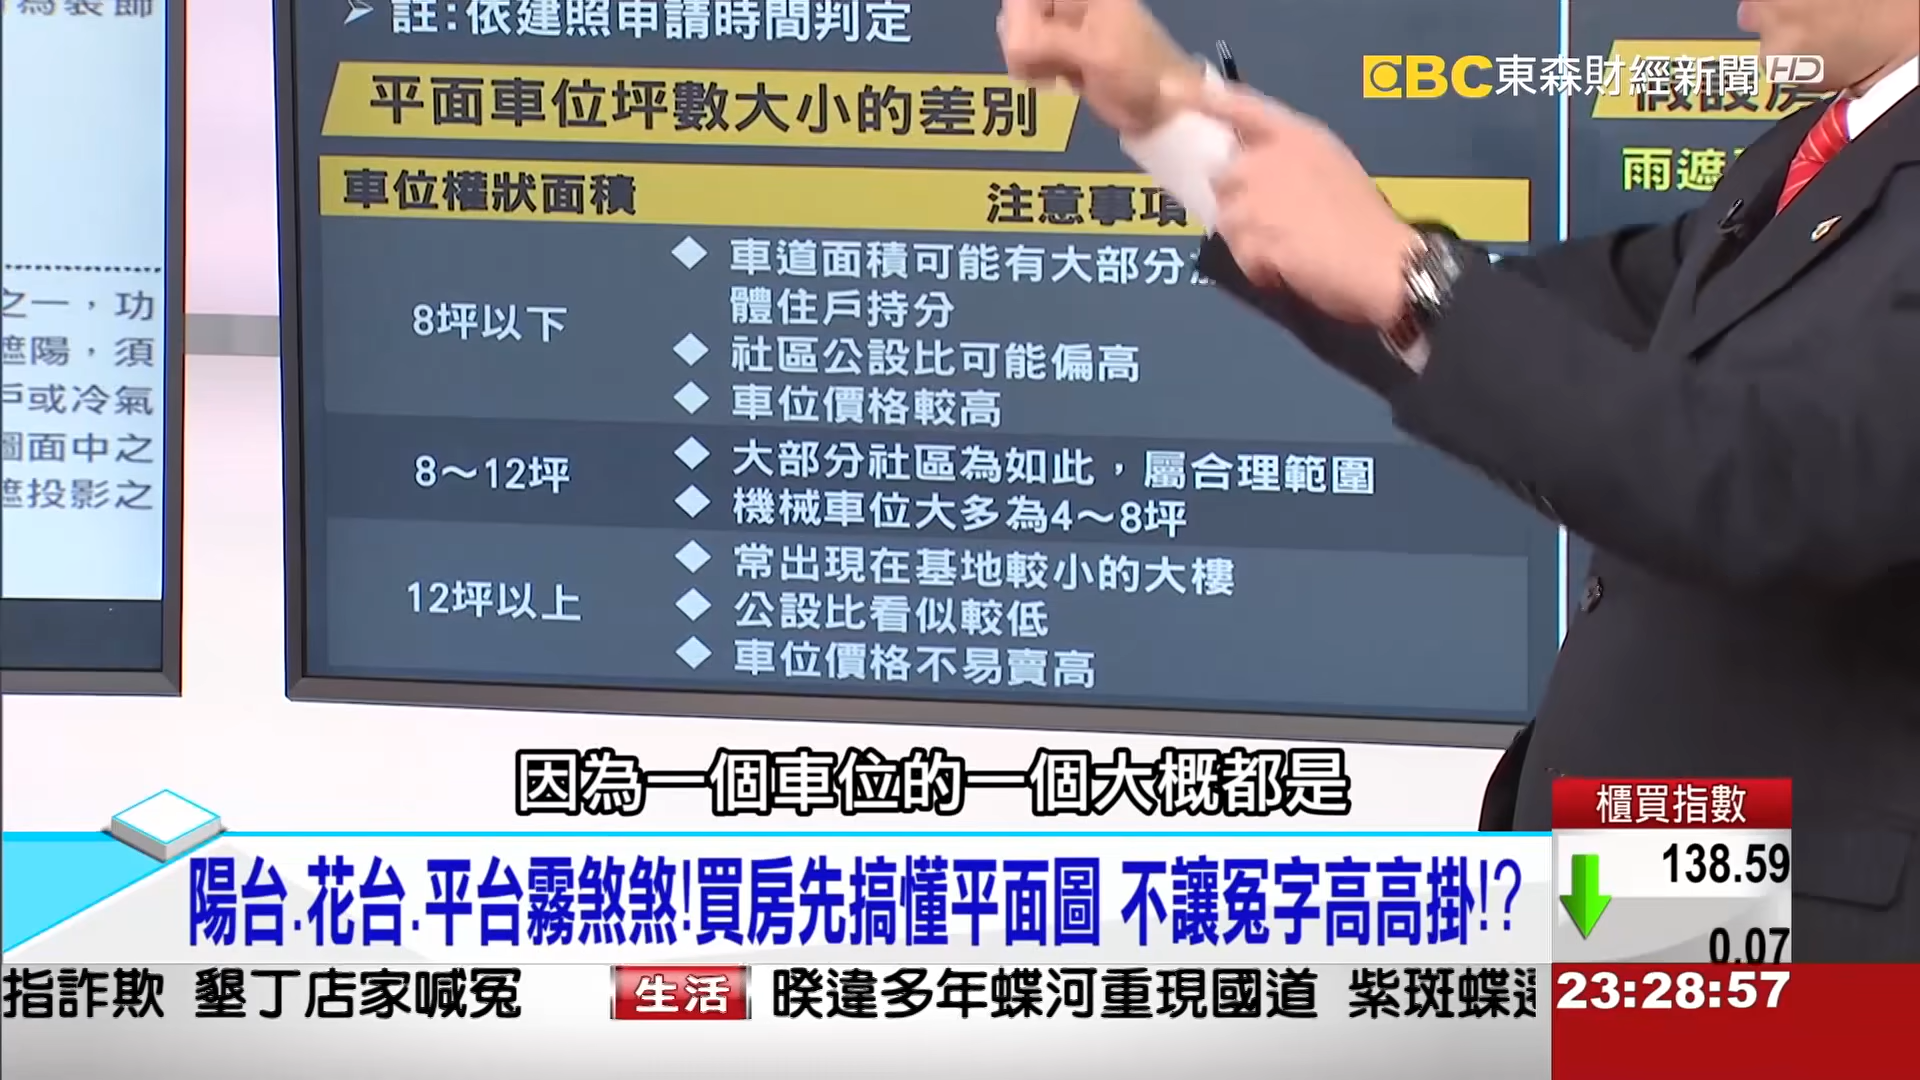 為裝飾
之一，功
遮陽，須
戶或冷氣
圖面中之
遮投影之
註:依建照申請時間判定
平面車位坪數大小的差別
車位權狀面積 注意事項
8坪以下
車道面積可能有大部分
體住戶持分
社區公設比可能偏高
車位價格較高
8～12坪
大部分社區為如此，屬合理範圍
機械車位大多為4～8坪
12坪以上
常出現在基地較小的大樓
公設比看似較低
車位價格不易賣高
EBC東森財經新聞HD
雨遮
因為一個車位的一個大概都是
陽台.花台.平台霧煞煞!買房先搞懂平面圖 不讓冤字高高掛!?
櫃買指數
138.59
0.07
指詐欺 墾丁店家喊冤 生活 睽違多年蝶河重現國道 紫斑蝶
23:28:57